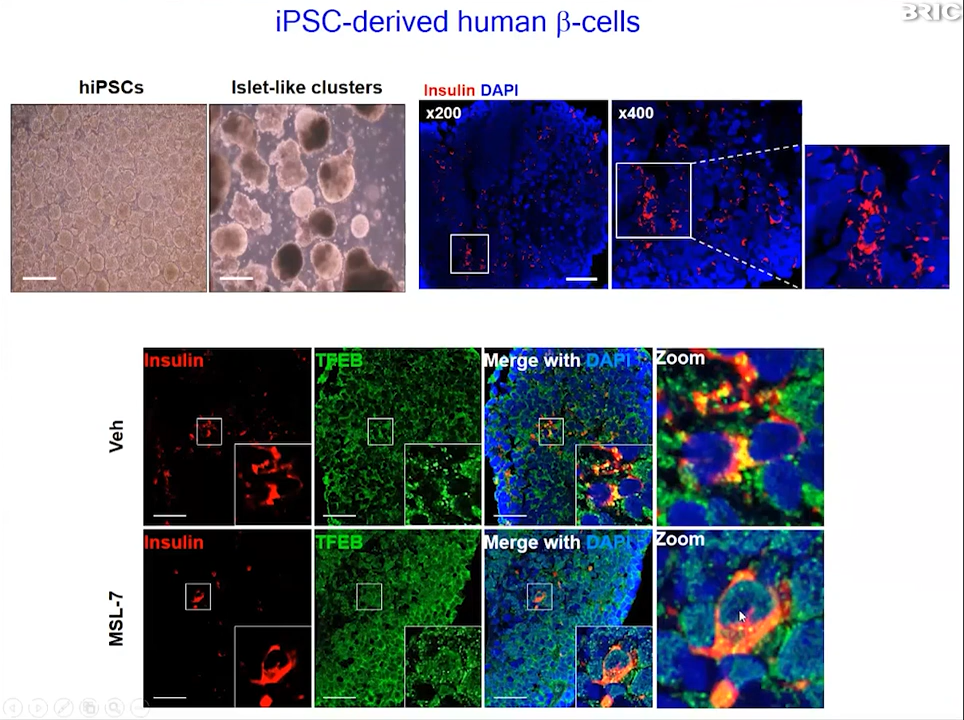 BRIC
iPSC-derived human β-cells
hiPSCs
Islet-like clusters
Insulin DAPI
x200
x400
Insulin
TFEB
Merge with DAPI
Zoom
Veh
Insulin
TFEB
Merge with DAPI
Zoom
MSL-7